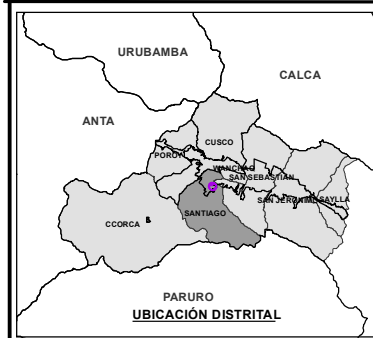 URUBAMBA
CALCA
ANTA
CUSCO
POROY
WANCHAQ
SAN SEBASTIAN
SAN JERONIMO
SAYLLA
SANTIAGO
CCORCA
PARURO
UBICACIÓN DISTRITAL